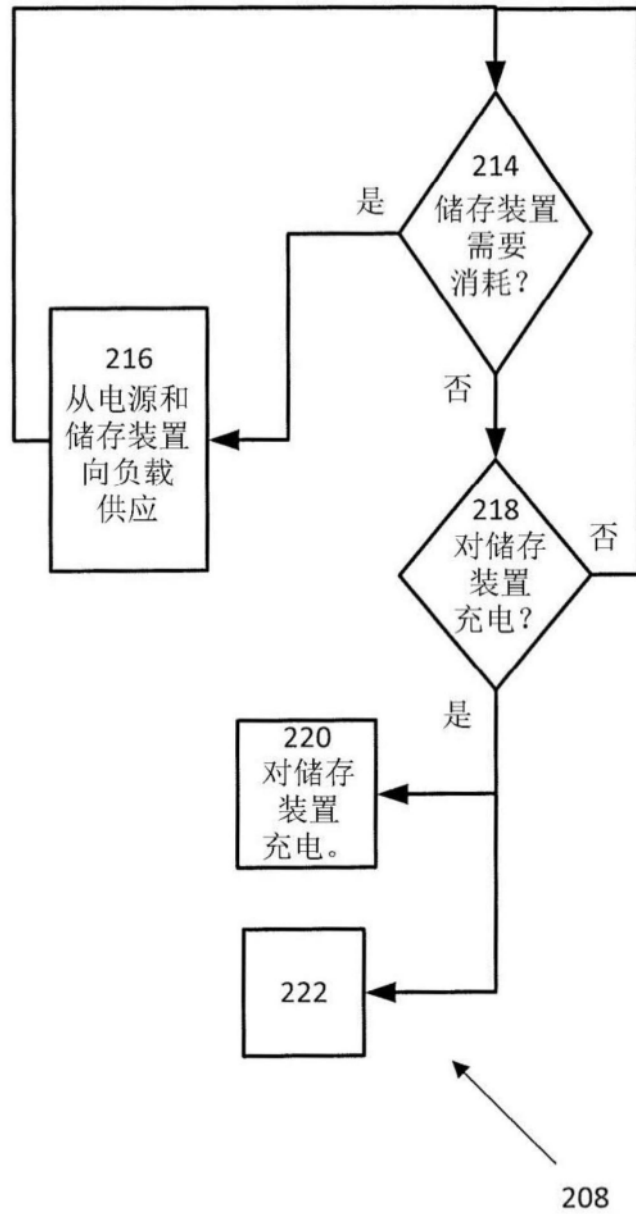 214
储存装置
需要
消耗？
是
否
216
从电源和
储存装置
向负载
供应
218
对储存
装置
充电？
否
是
220
对储存
装置
充电。
222
208